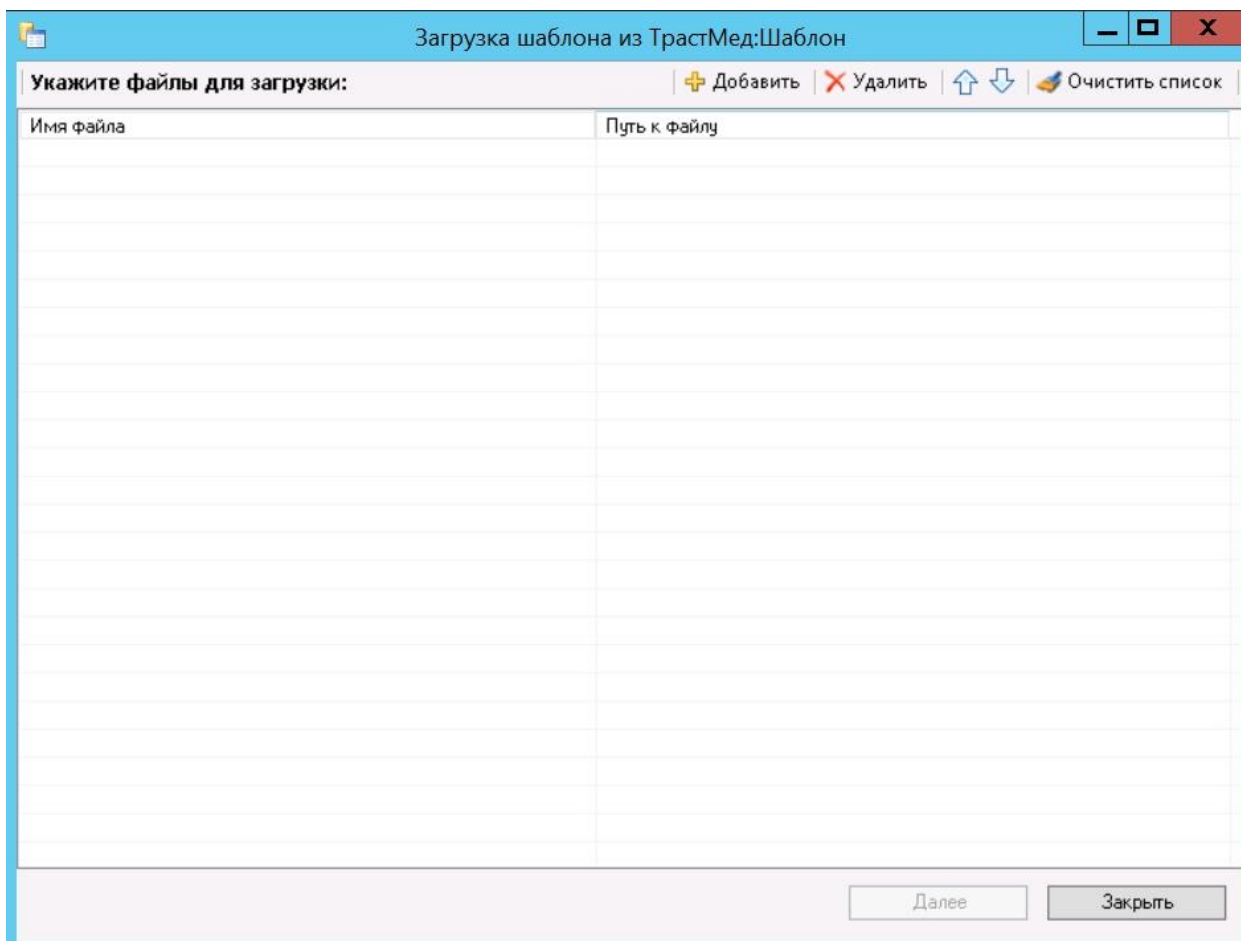 Загрузка шаблона из ТрастМед:Шаблон
Укажите файлы для загрузки: Добавить Удалить Очистить список
Имя файла Путь к файлу
Далее Закрыть